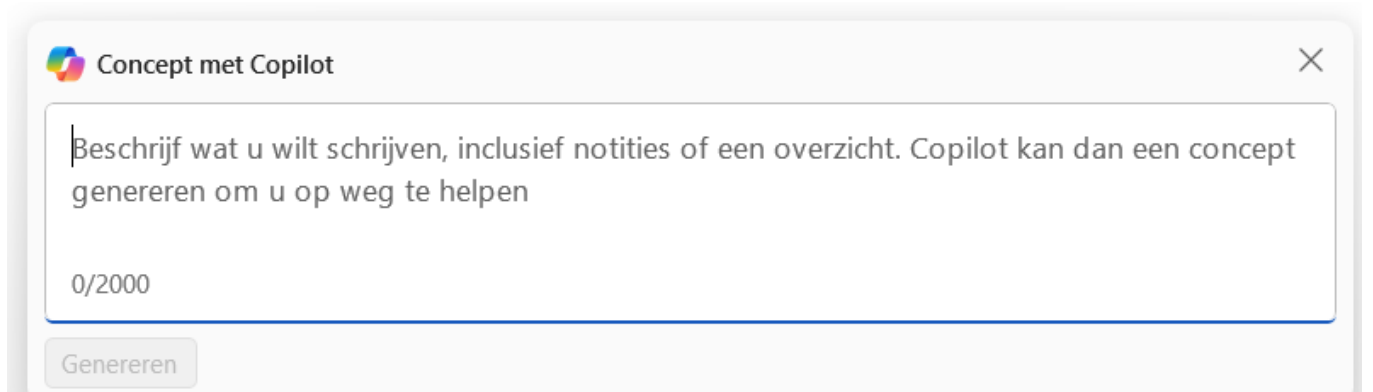 Concept met Copilot
Beschrijf wat u wilt schrijven, inclusief notities of een overzicht. Copilot kan dan een concept
genereren om u op weg te helpen
0/2000
Genereren